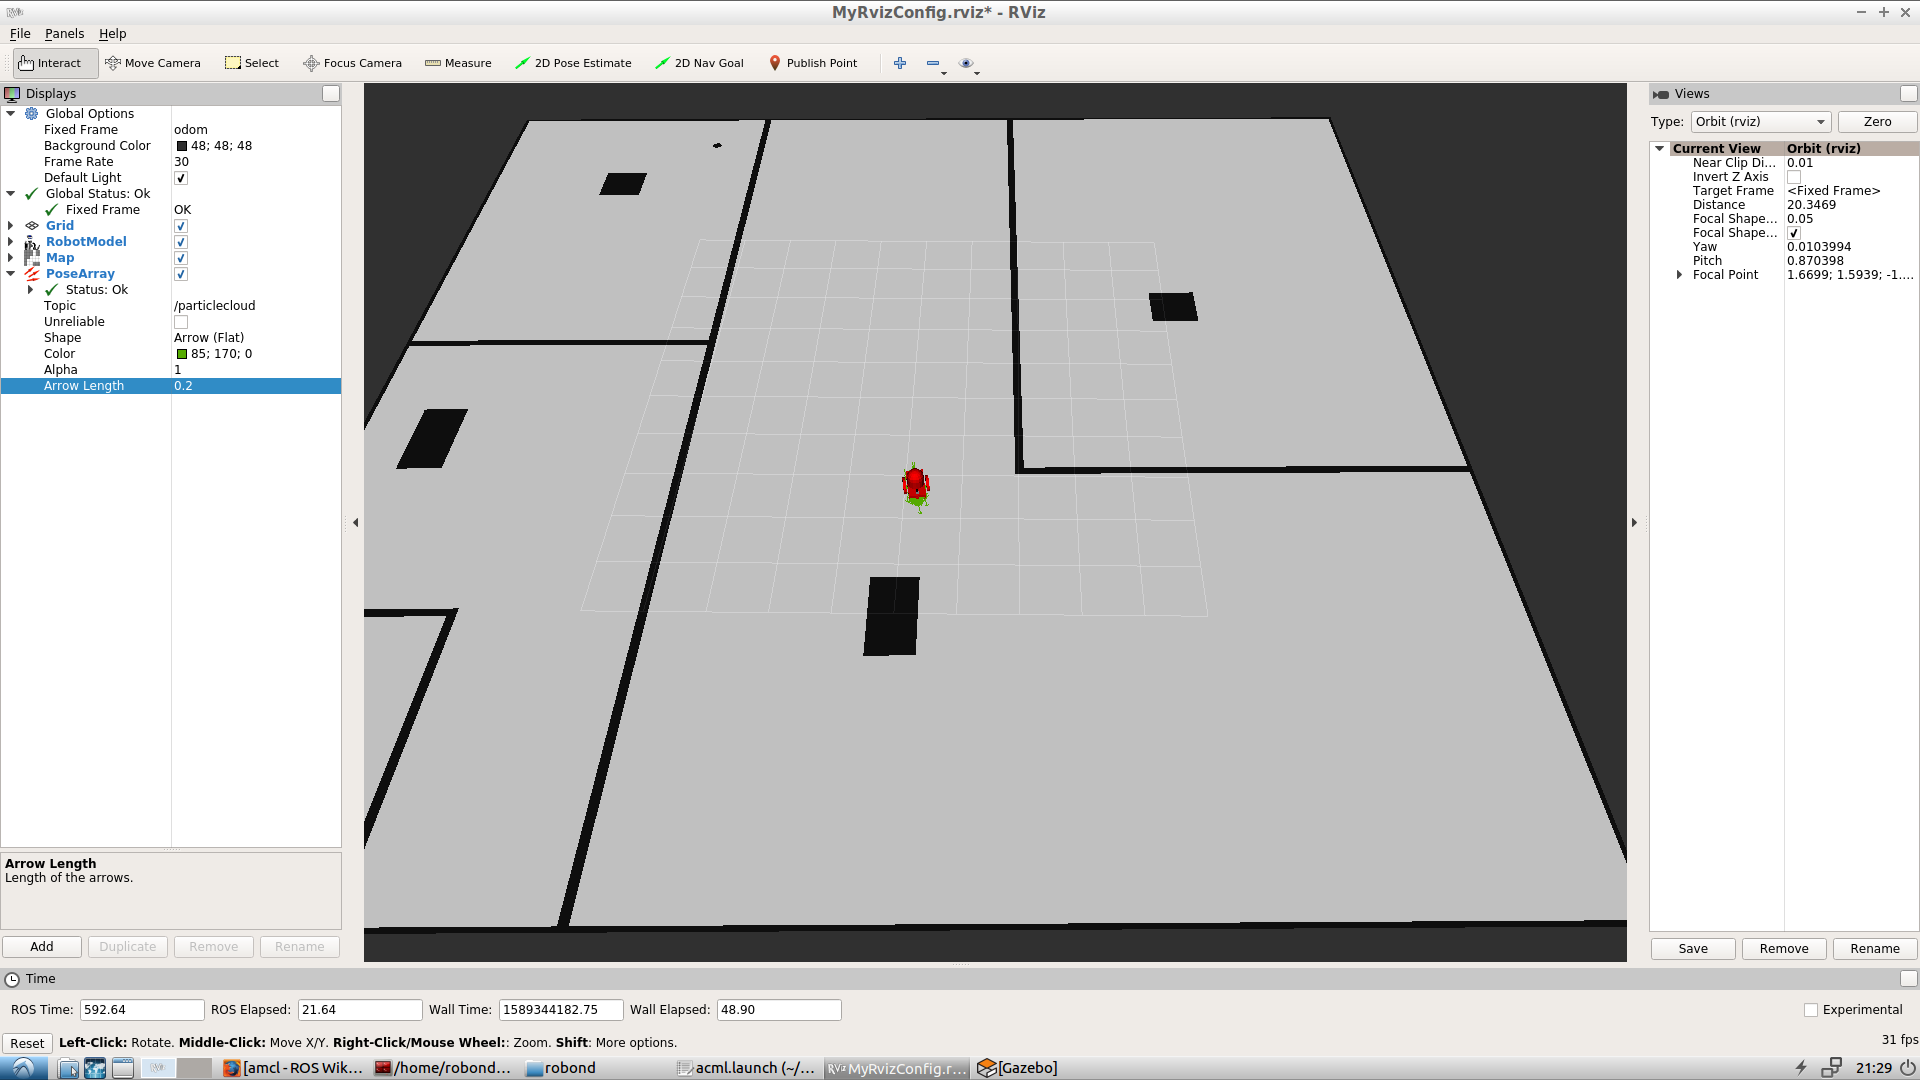 MyRvizConfig.rviz* - RViz
File Panels Help
Interact Move Camera Select Focus Camera Measure 2D Pose Estimate 2D Nav Goal Publish Point
Displays
Global Options
Fixed Frame odom
Background Color 48; 48; 48
Frame Rate 30
Default Light
Global Status: Ok
Fixed Frame OK
Grid
RobotModel
Map
PoseArray
Status: Ok
Topic /particlecloud
Unreliable
Shape Arrow (Flat)
Color 85; 170; 0
Alpha 1
Arrow Length 0.2
Arrow Length
Length of the arrows.
Add Duplicate Remove Rename
Views
Type: Orbit (rviz) Zero
Current View Orbit (rviz)
Near Clip Di... 0.01
Invert Z Axis
Target Frame <Fixed Frame>
Distance 20.3469
Focal Shape... 0.05
Focal Shape...
Yaw 0.0103994
Pitch 0.870398
Focal Point 1.6699; 1.5939; -1....
Save Remove Rename
Time
ROS Time: 592.64 ROS Elapsed: 21.64 Wall Time: 1589344182.75 Wall Elapsed: 48.90 Experimental
Reset Left-Click: Rotate. Middle-Click: Move X/Y. Right-Click/Mouse Wheel:: Zoom. Shift: More options. 31 fps
[amcl - ROS Wik... /home/robond... robond acml.launch (~/... MyRvizConfig.r... [Gazebo] 21:29